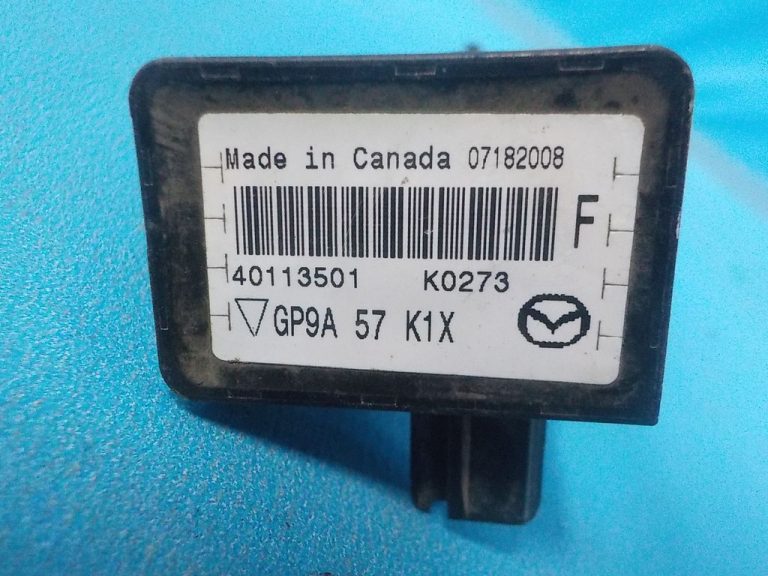 Made in Canada 07182008
F
40113501 K0273
GP9A 57 K1X